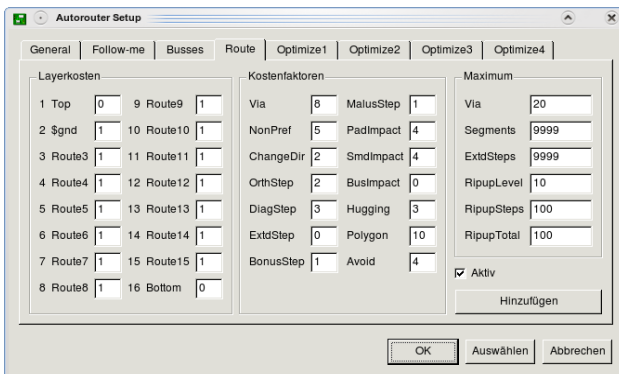 Autorouter Setup
General Follow-me Busses Route Optimize1 Optimize2 Optimize3 Optimize4
Layerkosten Kostenfaktoren Maximum
1 Top 0 9 Route9 1 Via 8 MalusStep 1 Via 20
2 $gnd 1 10 Route10 1 NonPref 5 PadImpact 4 Segments 9999
3 Route3 1 11 Route11 1 ChangeDir 2 SmdImpact 4 ExtdSteps 9999
4 Route4 1 12 Route12 1 OrthStep 2 BusImpact 0 RipupLevel 10
5 Route5 1 13 Route13 1 DiagStep 3 Hugging 3 RipupSteps 100
6 Route6 1 14 Route14 1 ExtdStep 0 Polygon 10 RipupTotal 100
7 Route7 1 15 Route15 1 BonusStep 1 Avoid 4
Aktiv
8 Route8 1 16 Bottom 0
Hinzufügen
OK Auswählen Abbrechen